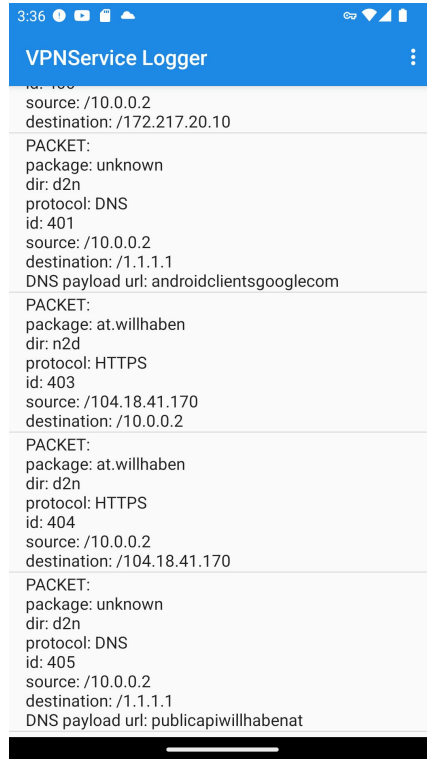 3:36
VPNService Logger
source: /10.0.0.2
destination: /172.217.20.10
PACKET:
package: unknown
dir: d2n
protocol: DNS
id: 401
source: /10.0.0.2
destination: /1.1.1.1
DNS payload url: androidclientsgooglecom
PACKET:
package: at.willhaben
dir: n2d
protocol: HTTPS
id: 403
source: /104.18.41.170
destination: /10.0.0.2
PACKET:
package: at.willhaben
dir: d2n
protocol: HTTPS
id: 404
source: /10.0.0.2
destination: /104.18.41.170
PACKET:
package: unknown
dir: d2n
protocol: DNS
id: 405
source: /10.0.0.2
destination: /1.1.1.1
DNS payload url: publicapiwillhabenat